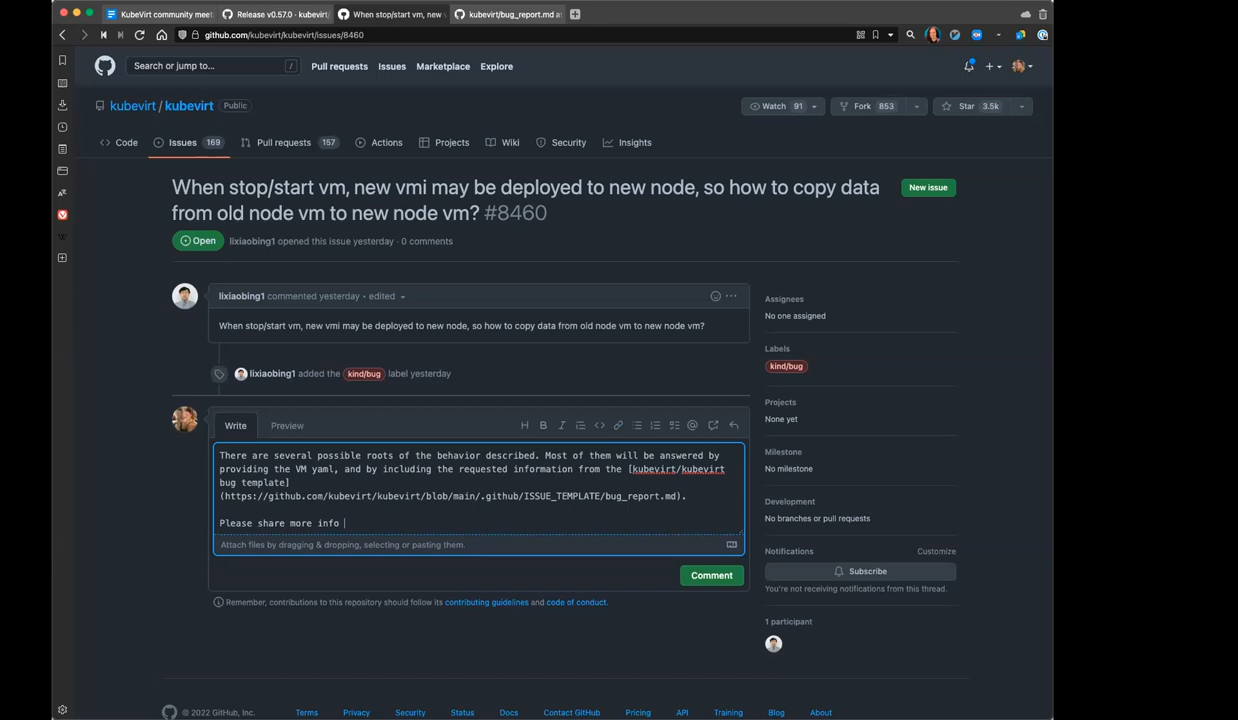 KubeVirt community meet
Release v0.57.0 · kubevirt/
When stop/start vm, new v
kubevirt/bug_report.md at
github.com/kubevirt/kubevirt/issues/8460
Search or jump to... /
Pull requests Issues Marketplace Explore
kubevirt / kubevirt Public
Watch 91 Fork 853 Star 3.5k
Code Issues 169 Pull requests 157 Actions Projects Wiki Security Insights
When stop/start vm, new vmi may be deployed to new node, so how to copy data
from old node vm to new node vm? #8460
New issue
Open lixiaobing1 opened this issue yesterday · 0 comments
lixiaobing1 commented yesterday • edited
When stop/start vm, new vmi may be deployed to new node, so how to copy data from old node vm to new node vm?
lixiaobing1 added the kind/bug label yesterday
Write Preview
There are several possible roots of the behavior described. Most of them will be answered by
providing the VM yaml, and by including the requested information from the [kubevirt/kubevirt
bug template]
(https://github.com/kubevirt/kubevirt/blob/main/.github/ISSUE_TEMPLATE/bug_report.md).
Please share more info
Attach files by dragging & dropping, selecting or pasting them.
Comment
Remember, contributions to this repository should follow its contributing guidelines and code of conduct.
Assignees
No one assigned
Labels
kind/bug
Projects
None yet
Milestone
No milestone
Development
No branches or pull requests
Notifications Customize
Subscribe
You're not receiving notifications from this thread.
1 participant
© 2022 GitHub, Inc. Terms Privacy Security Status Docs Contact GitHub Pricing API Training Blog About